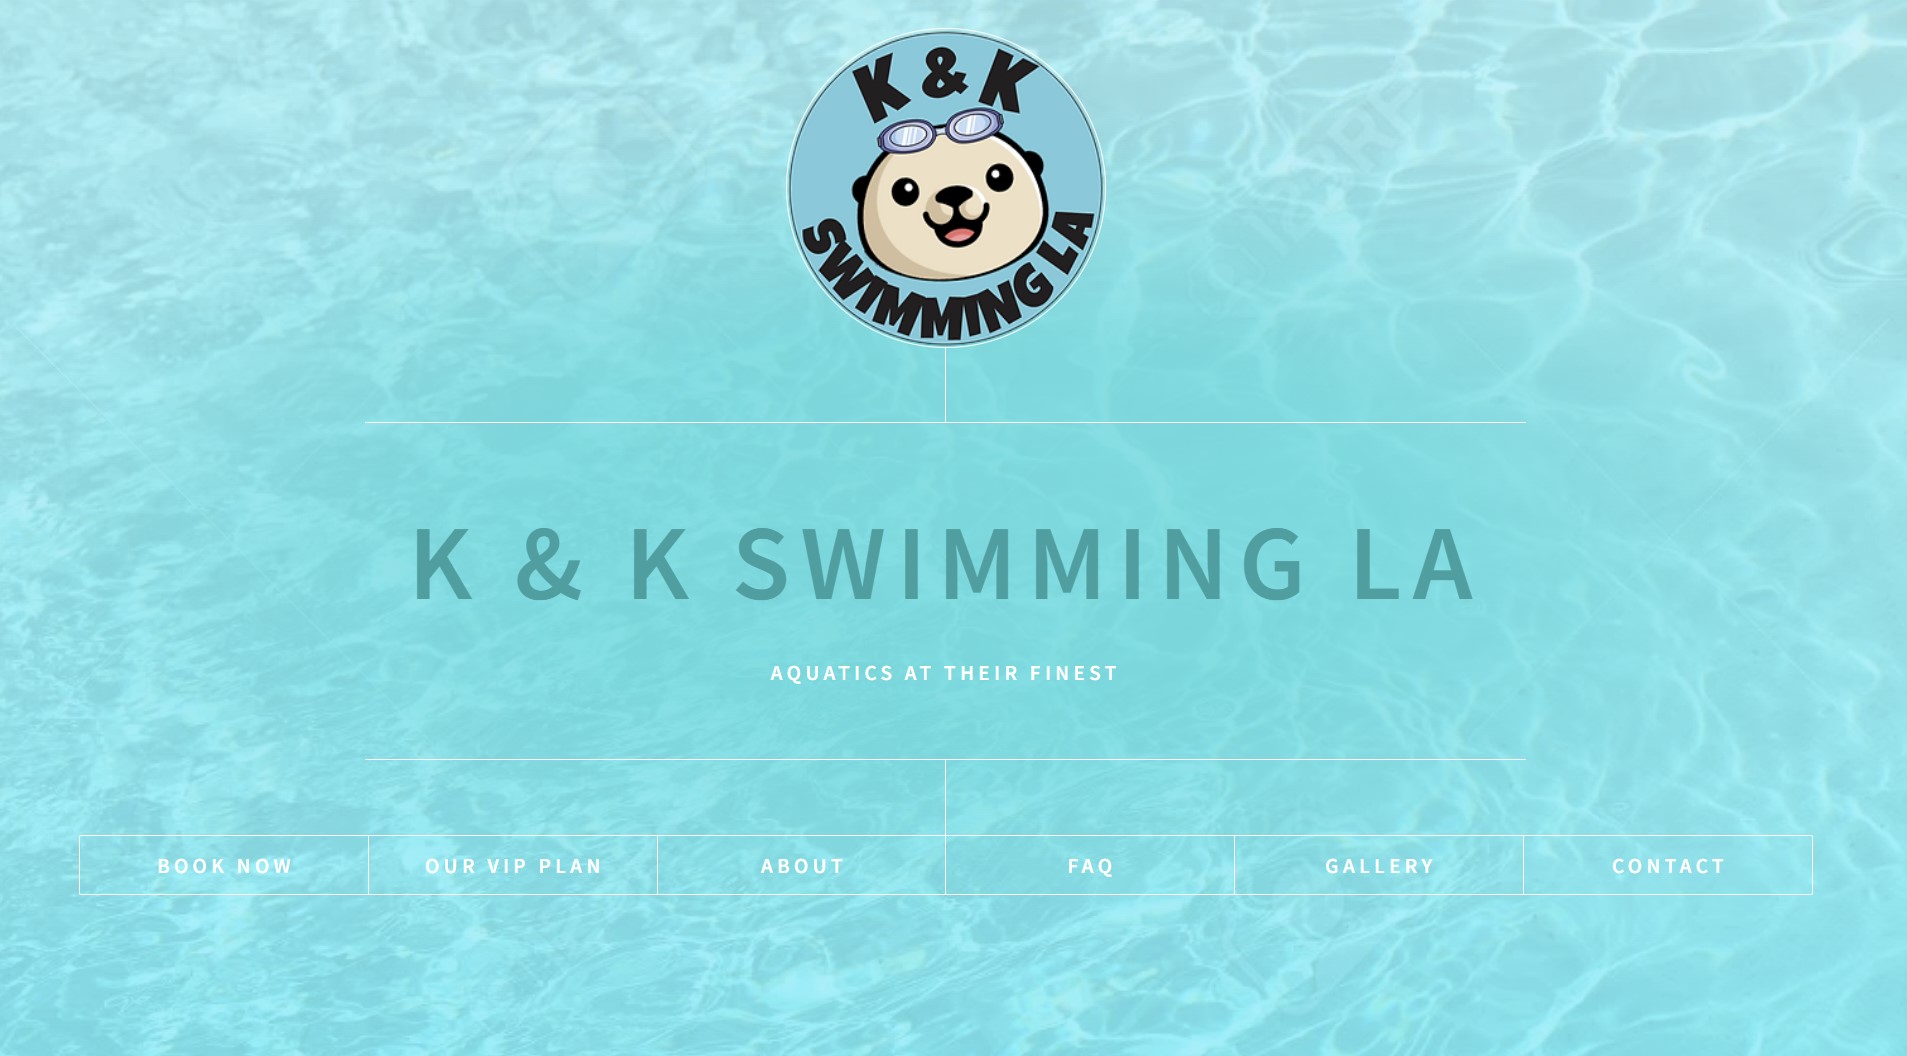 K & K
SWIMMING LA
K & K SWIMMING LA
AQUATICS AT THEIR FINEST
BOOK NOW
OUR VIP PLAN
ABOUT
FAQ
GALLERY
CONTACT